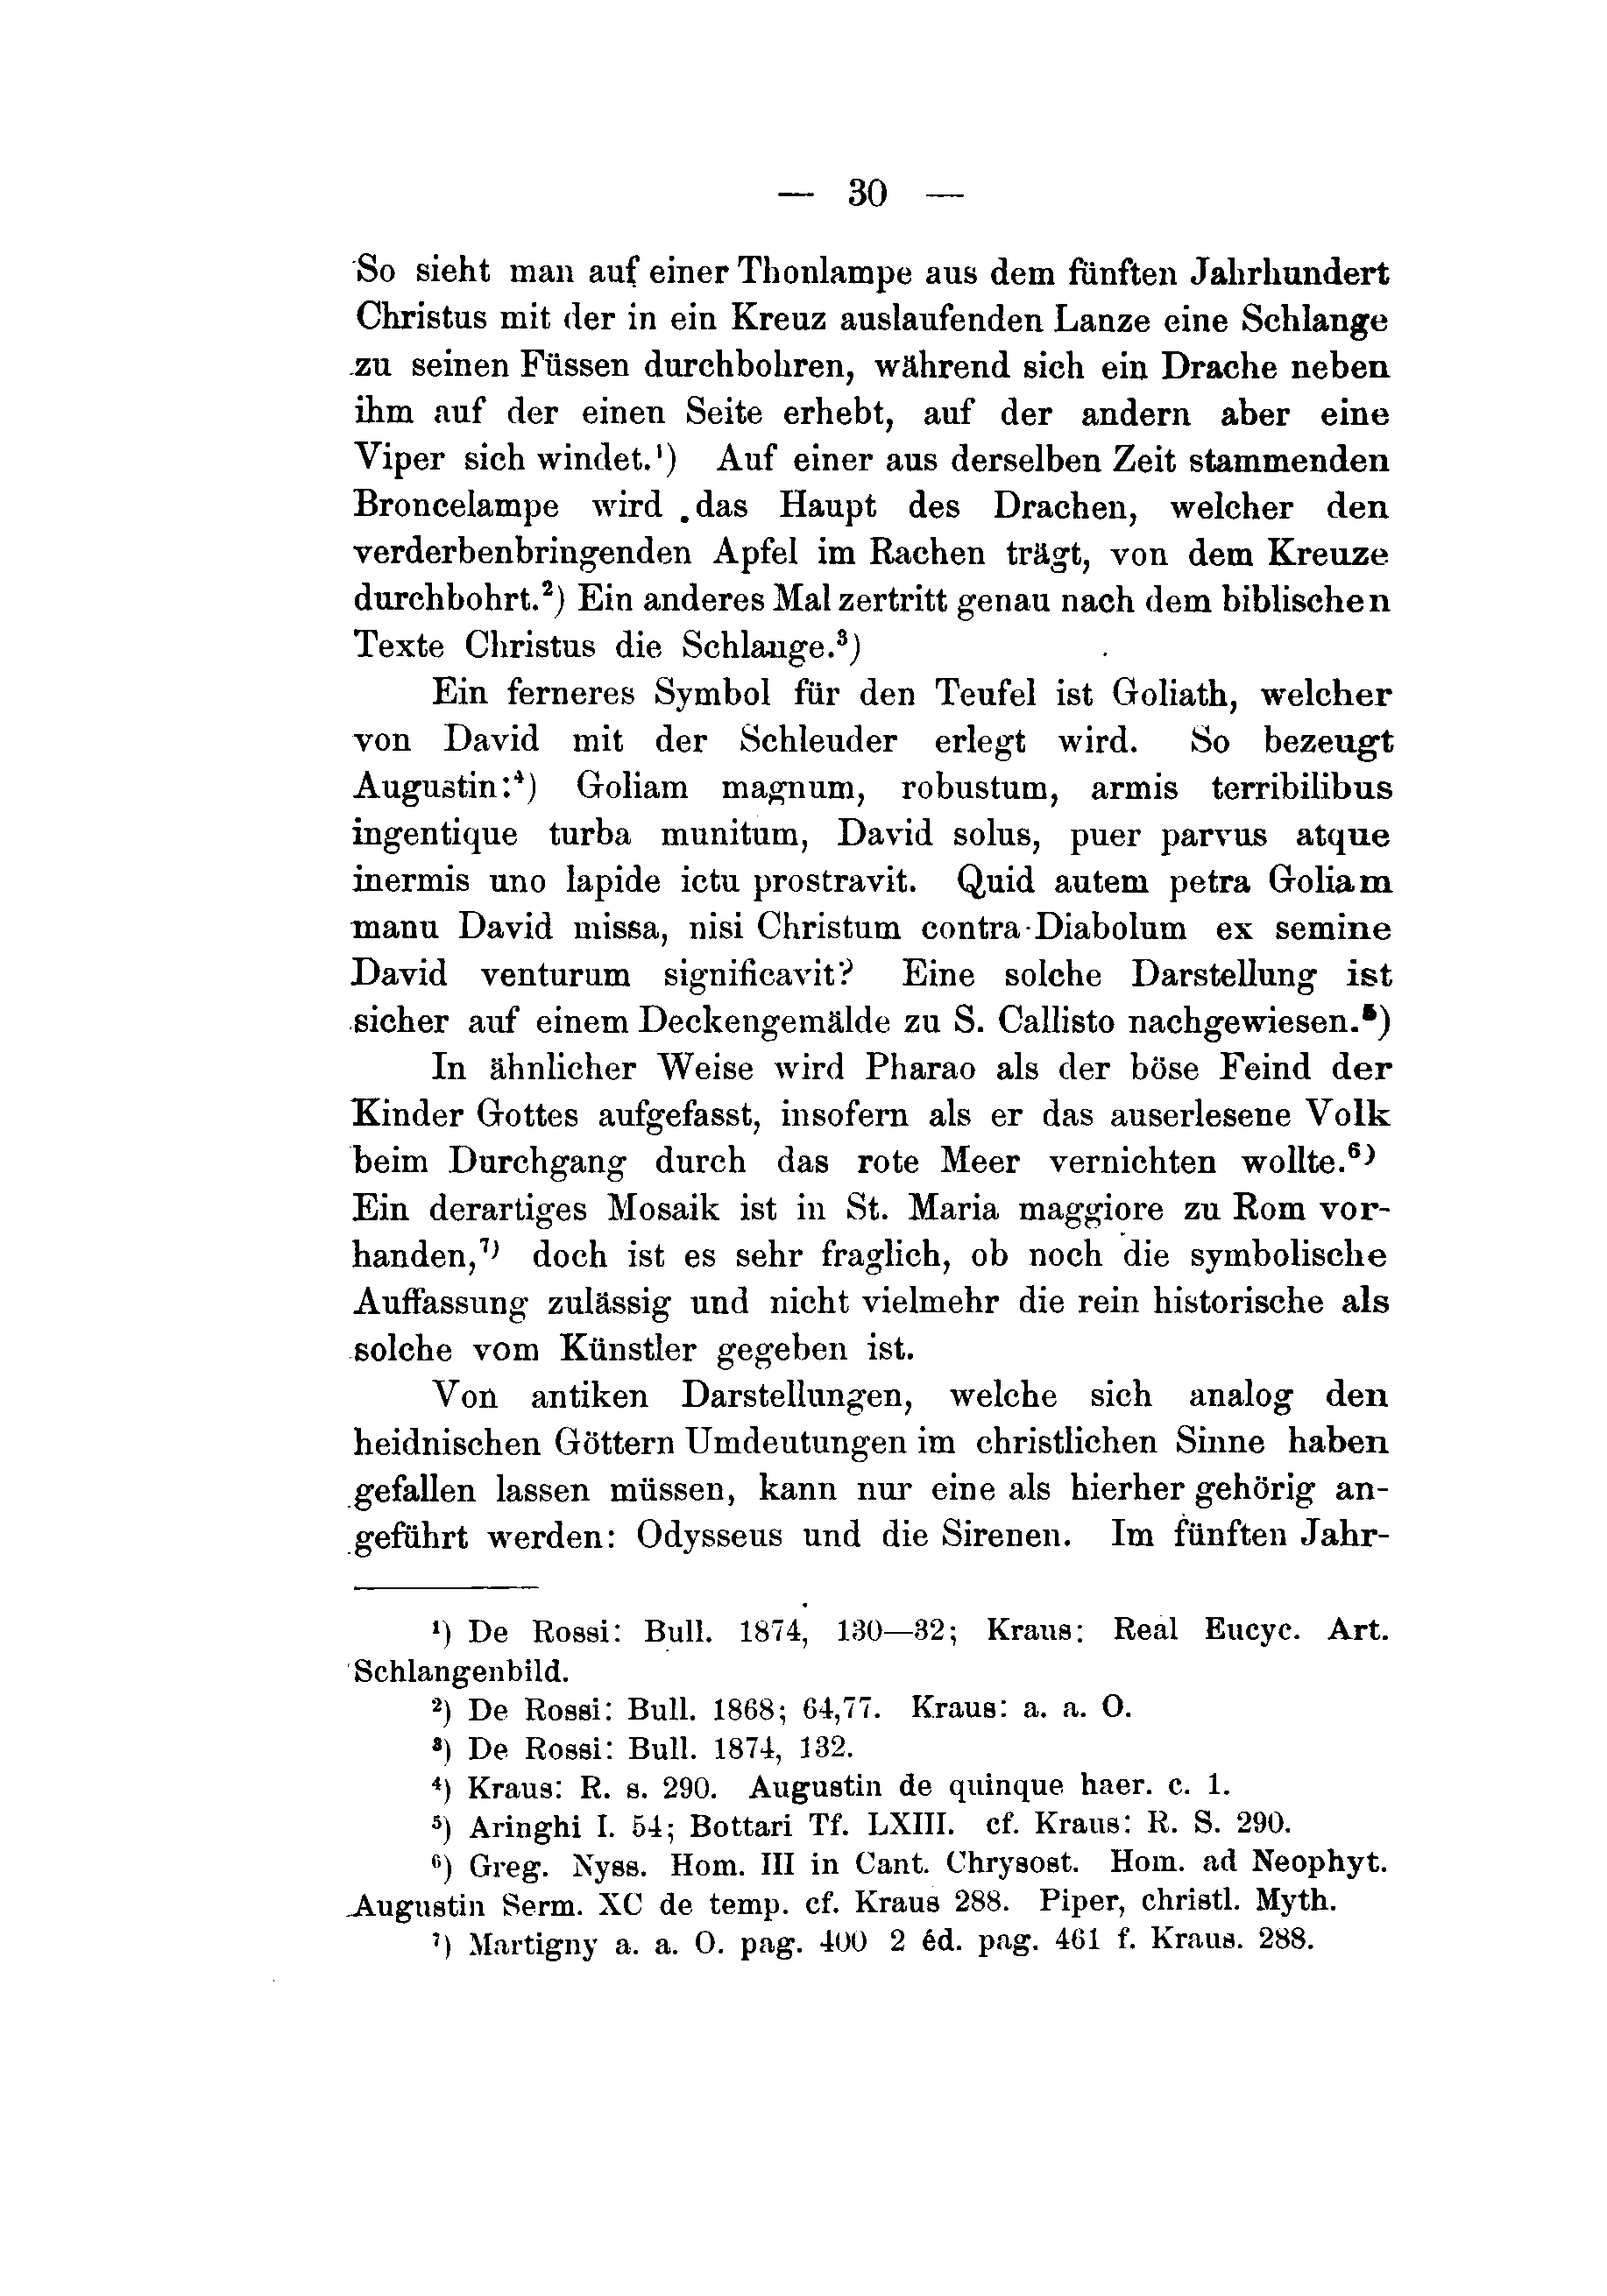 — 30 —
So sieht man auf einer Thonlampe aus dem fünften Jahrhundert
Christus mit der in ein Kreuz auslaufenden Lanze eine Schlange
zu seinen Füssen durchbohren, während sich ein Drache neben
ihm auf der einen Seite erhebt, auf der andern aber eine
Viper sich windet.¹) Auf einer aus derselben Zeit stammenden
Broncelampe wird das Haupt des Drachen, welcher den
verderbenbringenden Apfel im Rachen trägt, von dem Kreuze
durchbohrt.²) Ein anderes Mal zertritt genau nach dem biblischen
Texte Christus die Schlange.³)
Ein ferneres Symbol für den Teufel ist Goliath, welcher
von David mit der Schleuder erlegt wird. So bezeugt
Augustin:⁴) Goliam magnum, robustum, armis terribilibus
ingentique turba munitum, David solus, puer parvus atque
inermis uno lapide ictu prostravit. Quid autem petra Goliam
manu David missa, nisi Christum contra Diabolum ex semine
David venturum significavit? Eine solche Darstellung ist
sicher auf einem Deckengemälde zu S. Callisto nachgewiesen.⁵)
In ähnlicher Weise wird Pharao als der böse Feind der
Kinder Gottes aufgefasst, insofern als er das auserlesene Volk
beim Durchgang durch das rote Meer vernichten wollte.⁶)
Ein derartiges Mosaik ist in St. Maria maggiore zu Rom vor-
handen,⁷) doch ist es sehr fraglich, ob noch die symbolische
Auffassung zulässig und nicht vielmehr die rein historische als
solche vom Künstler gegeben ist.
Von antiken Darstellungen, welche sich analog den
heidnischen Göttern Umdeutungen im christlichen Sinne haben
gefallen lassen müssen, kann nur eine als hierher gehörig an-
geführt werden: Odysseus und die Sirenen. Im fünften Jahr-
¹) De Rossi: Bull. 1874, 130—32; Kraus: Real Eucyc. Art.
Schlangenbild.
²) De Rossi: Bull. 1868; 64,77. Kraus: a. a. O.
³) De Rossi: Bull. 1874, 132.
⁴) Kraus: R. s. 290. Augustin de quinque haer. c. 1.
⁵) Aringhi I. 54; Bottari Tf. LXIII. cf. Kraus: R. S. 290.
⁶) Greg. Nyss. Hom. III in Cant. Chrysost. Hom. ad Neophyt.
Augustin Serm. XC de temp. cf. Kraus 288. Piper, christl. Myth.
⁷) Martigny a. a. O. pag. 400 2 éd. pag. 461 f. Kraus. 288.